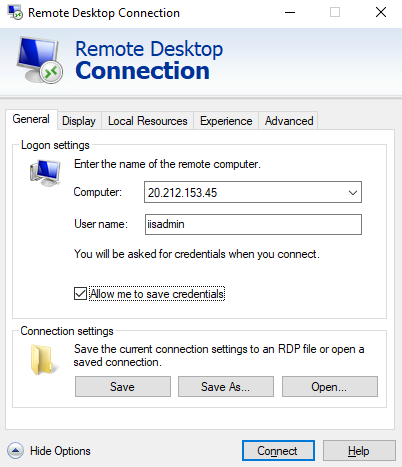 Remote Desktop Connection
Remote Desktop
Connection
General Display Local Resources Experience Advanced
Logon settings
Enter the name of the remote computer.
Computer: 20.212.153.45
User name: iisadmin
You will be asked for credentials when you connect.
Allow me to save credentials
Connection settings
Save the current connection settings to an RDP file or open a
saved connection.
Save Save As... Open...
Hide Options Connect Help